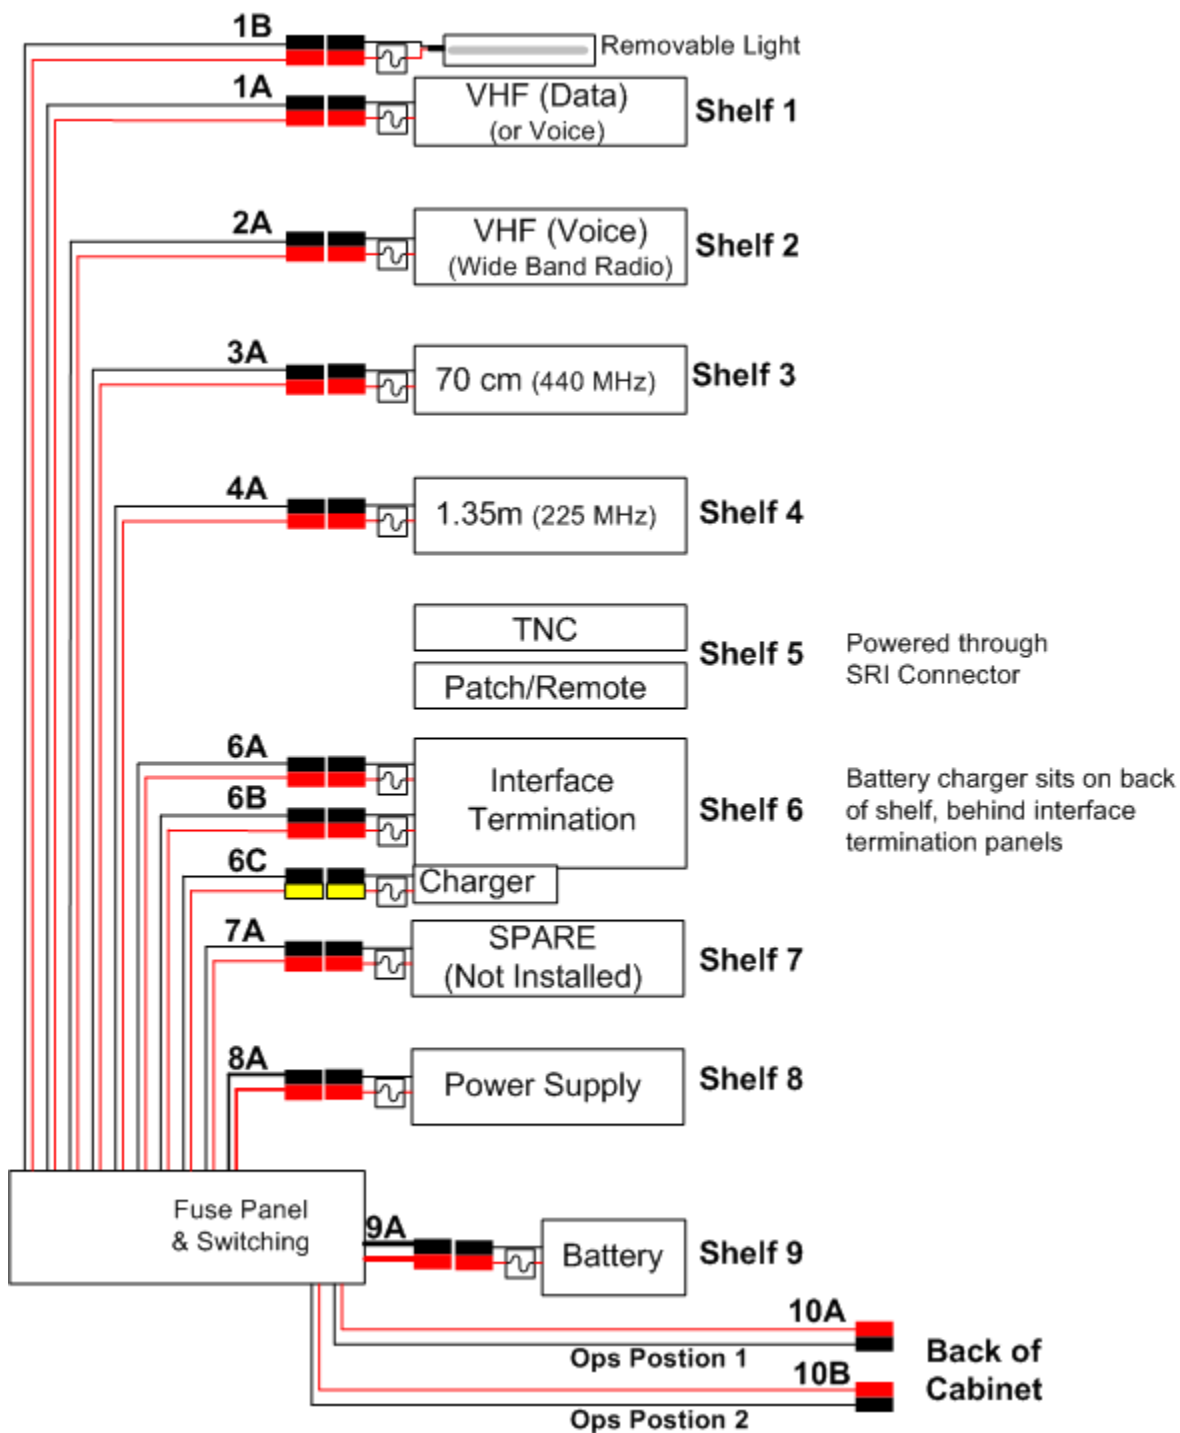 1B
Removable Light
1A
VHF (Data)
(or Voice)
Shelf 1
2A
VHF (Voice)
(Wide Band Radio)
Shelf 2
3A
70 cm (440 MHz)
Shelf 3
4A
1.35m (225 MHz)
Shelf 4
TNC
Patch/Remote
Shelf 5
Powered through
SRI Connector
6A
6B
Interface
Termination
Shelf 6
Battery charger sits on back
of shelf, behind interface
termination panels
6C
Charger
7A
SPARE
(Not Installed)
Shelf 7
8A
Power Supply
Shelf 8
Fuse Panel
& Switching
9A
Battery
Shelf 9
10A
Ops Postion 1
10B
Ops Postion 2
Back of
Cabinet